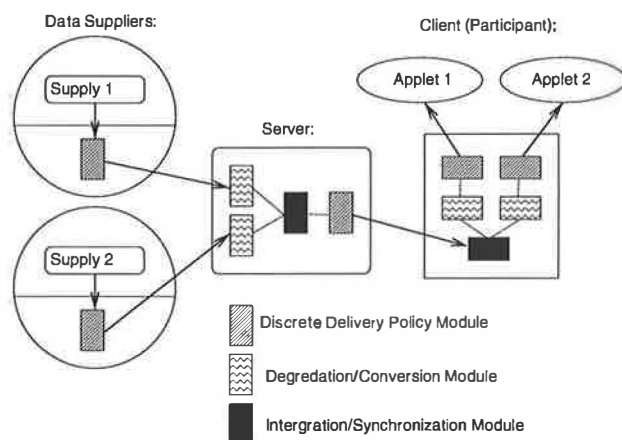 Data Suppliers:
Client (Participant):
Supply 1
Applet 1
Applet 2
Server:
Supply 2
Discrete Delivery Policy Module
Degredation/Conversion Module
Intergration/Synchronization Module